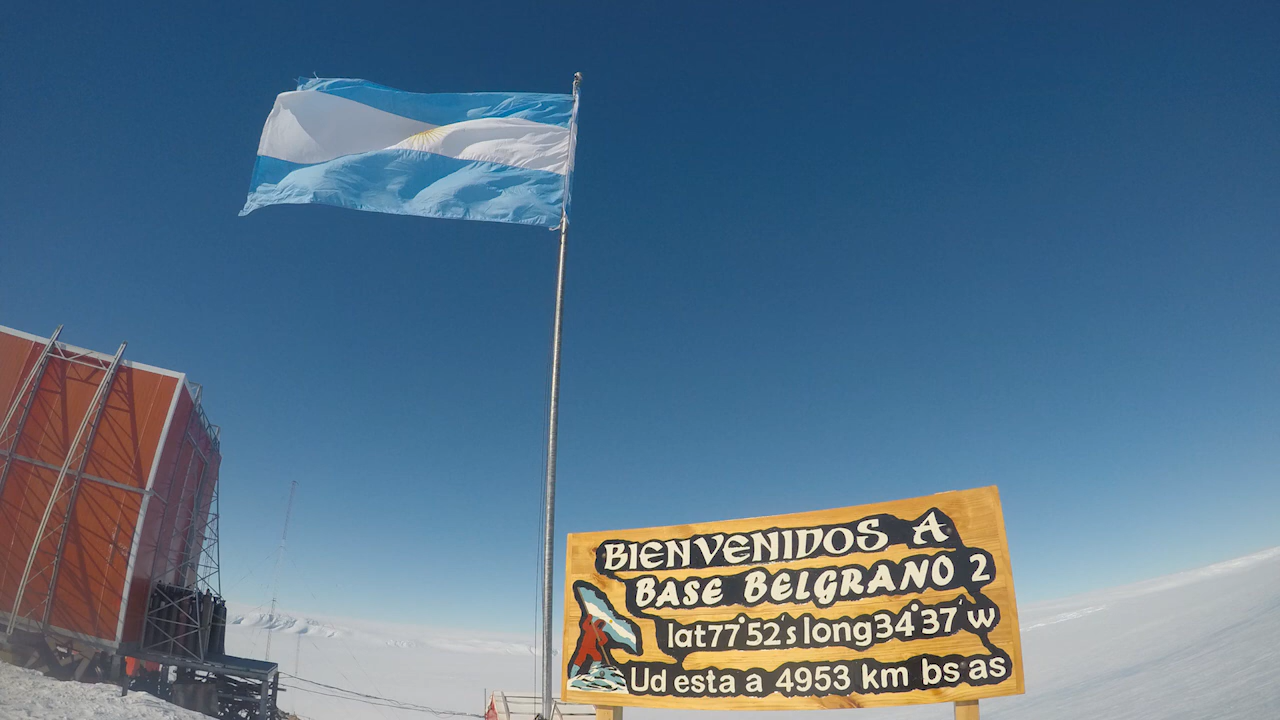 BIENVENIDOS A
BASE BELGRANO 2
lat77°52's long34°37'w
Ud esta a 4953 km bs as